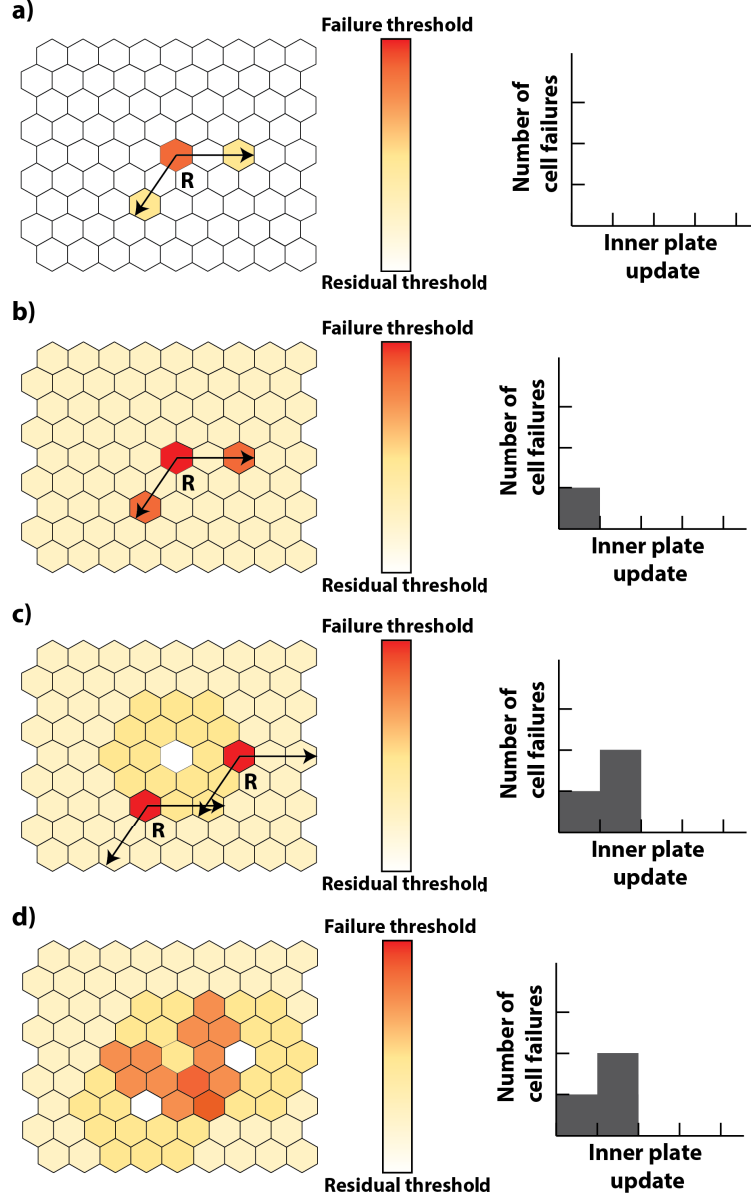 a)
Failure threshold
R
Residual threshold
Number of
cell failures
Inner plate
update
b)
Failure threshold
R
Residual threshold
Number of
cell failures
Inner plate
update
c)
Failure threshold
R
R
Residual threshold
Number of
cell failures
Inner plate
update
d)
Failure threshold
Residual threshold
Number of
cell failures
Inner plate
update